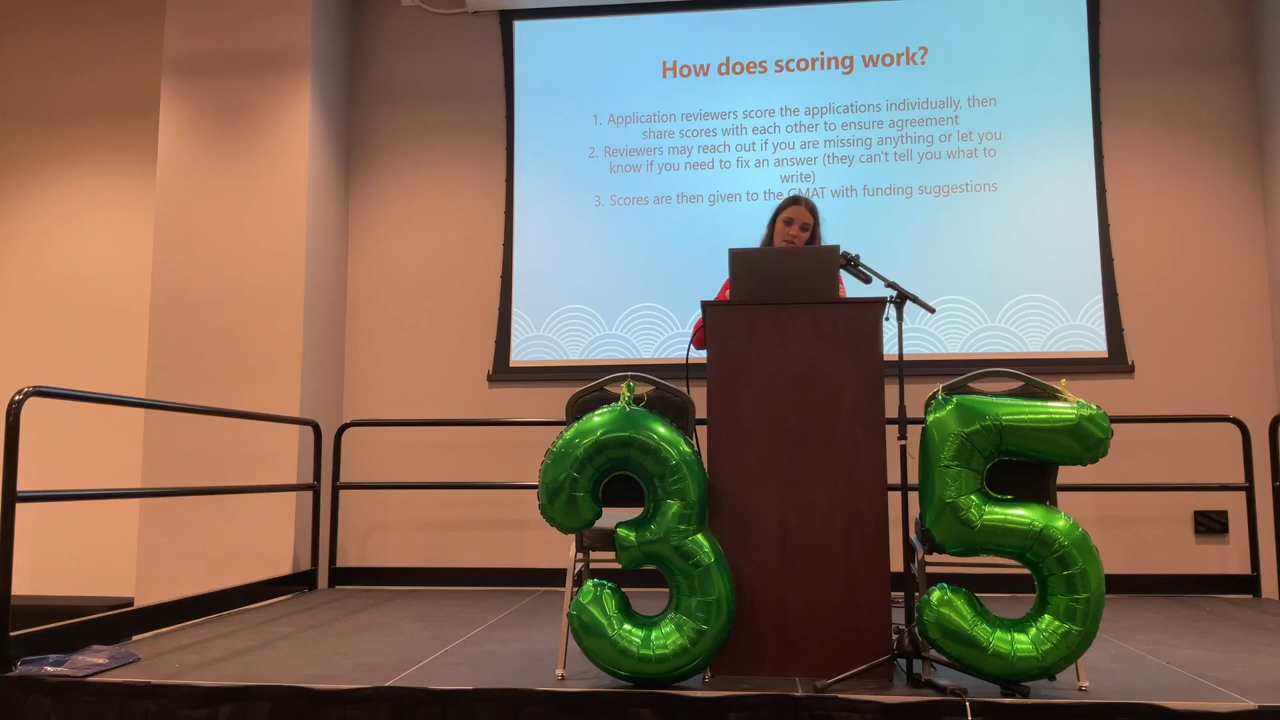 How does scoring work?
1. Application reviewers score the applications individually, then
share scores with each other to ensure agreement
2. Reviewers may reach out if you are missing anything or let you
know if you need to fix an answer (they can't tell you what to
write)
3. Scores are then given to the GMAT with funding suggestions
3 5